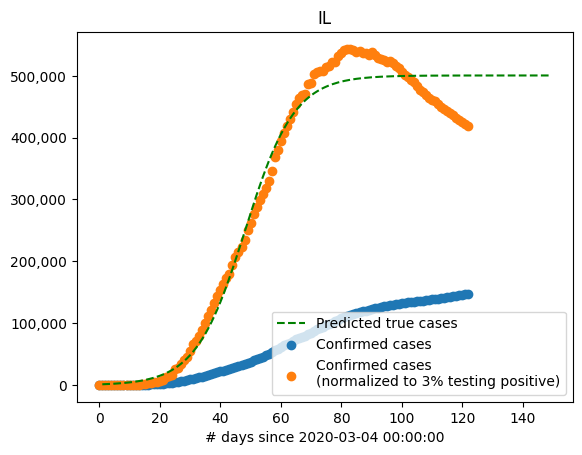 IL
500,000
400,000
300,000
200,000
100,000
0
Predicted true cases
Confirmed cases
Confirmed cases
(normalized to 3% testing positive)
0 20 40 60 80 100 120 140
# days since 2020-03-04 00:00:00